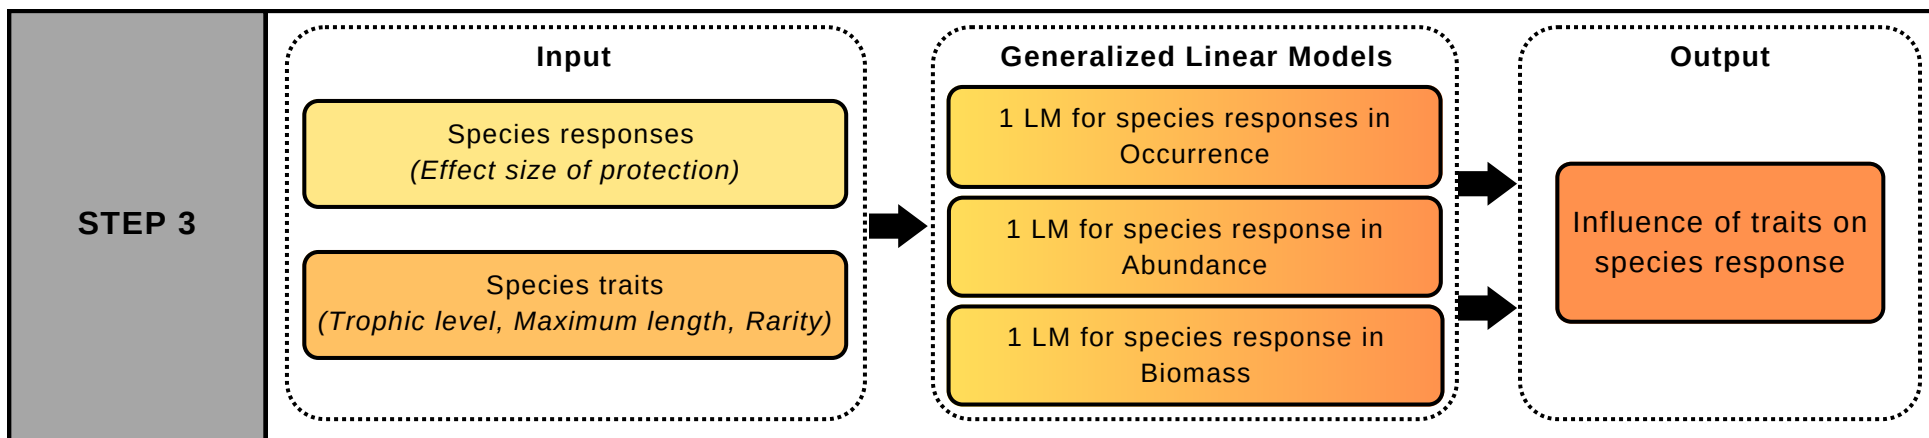 STEP 3
Input
Species responses
(Effect size of protection)
Species traits
(Trophic level, Maximum length, Rarity)
Generalized Linear Models
1 LM for species responses in
Occurrence
1 LM for species response in
Abundance
1 LM for species response in
Biomass
Output
Influence of traits on
species response